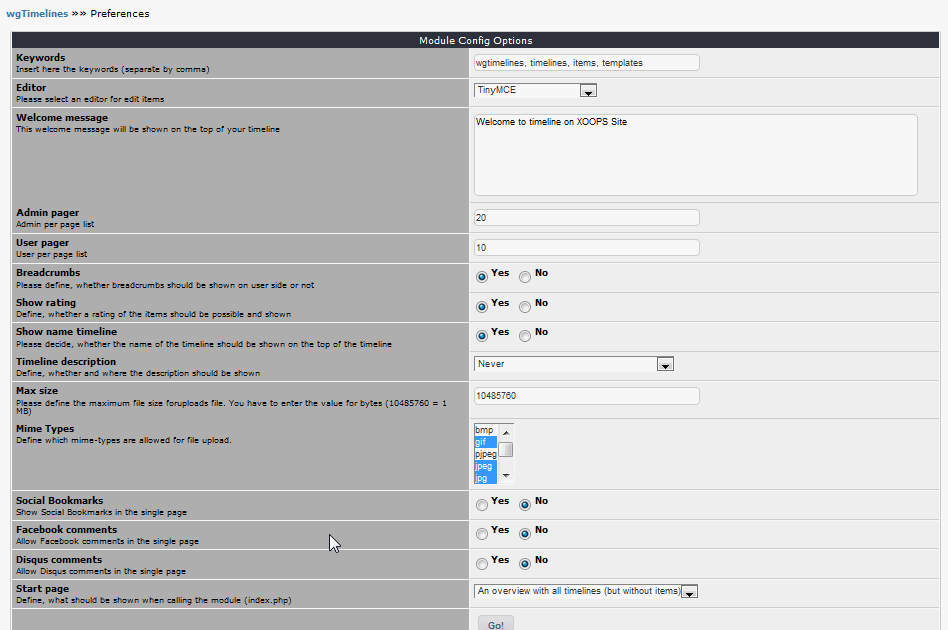 wgTimelines »» Preferences
Module Config Options
Keywords
Insert here the keywords (separate by comma)
wgtimelines, timelines, items, templates
Editor
Please select an editor for edit items
TinyMCE
Welcome message
This welcome message will be shown on the top of your timeline
Welcome to timeline on XOOPS Site
Admin pager
Admin per page list
20
User pager
User per page list
10
Breadcrumbs
Please define, whether breadcrumbs should be shown on user side or not
Yes No
Show rating
Define, whether a rating of the items should be possible and shown
Yes No
Show name timeline
Please decide, whether the name of the timeline should be shown on the top of the timeline
Yes No
Timeline description
Define, whether and where the description should be shown
Never
Max size
Please define the maximum file size foruploads file. You have to enter the value for bytes (10485760 = 1
MB)
10485760
Mime Types
Define which mime-types are allowed for file upload.
bmp
gif
pjpeg
jpeg
jpg
Social Bookmarks
Show Social Bookmarks in the single page
Yes No
Facebook comments
Allow Facebook comments in the single page
Yes No
Disqus comments
Allow Disqus comments in the single page
Yes No
Start page
Define, what should be shown when calling the module (index.php)
An overview with all timelines (but without items)
Go!